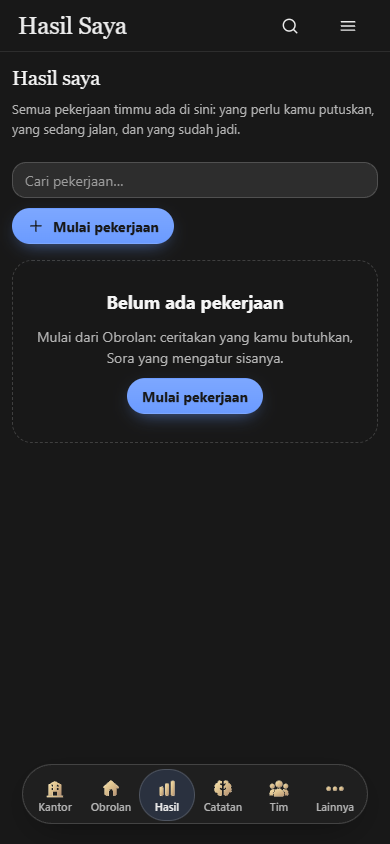 Hasil Saya
Hasil saya
Semua pekerjaan timmu ada di sini: yang perlu kamu putuskan,
yang sedang jalan, dan yang sudah jadi.
Cari pekerjaan...
Mulai pekerjaan
Belum ada pekerjaan
Mulai dari Obrolan: ceritakan yang kamu butuhkan,
Sora yang mengatur sisanya.
Mulai pekerjaan
Kantor
Obrolan
Hasil
Catatan
Tim
Lainnya